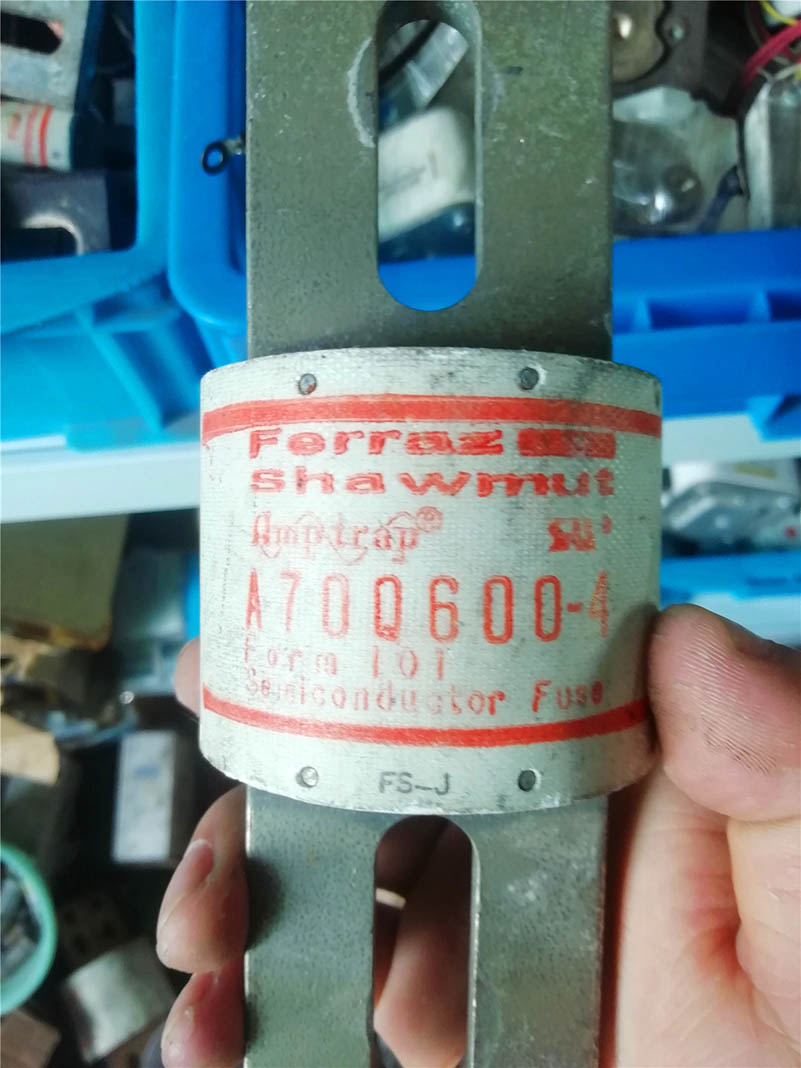 Ferraz
Shawmut
Amp-trap®
A70Q600-4
Form 101
Semiconductor Fuse
FS-J